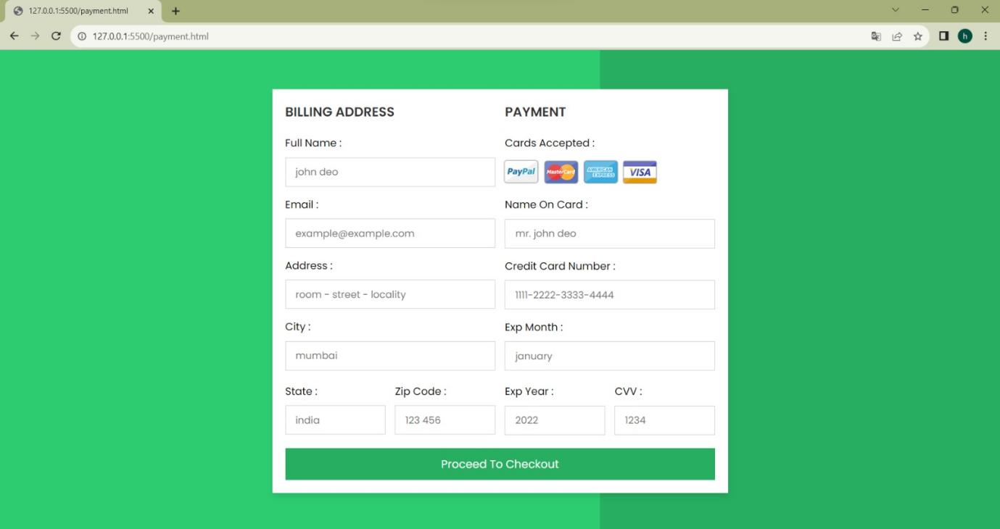 127.0.0.1:5500/payment.html
127.0.0.1:5500/payment.html
h
BILLING ADDRESS
Full Name :
john deo
Email :
example@example.com
Address :
room - street - locality
City :
mumbai
State :
Zip Code :
india
123 456
PAYMENT
Cards Accepted :
PayPal
MasterCard
AMERICAN EXPRESS
VISA
Name On Card :
mr. john deo
Credit Card Number :
1111-2222-3333-4444
Exp Month :
january
Exp Year :
CVV :
2022
1234
Proceed To Checkout